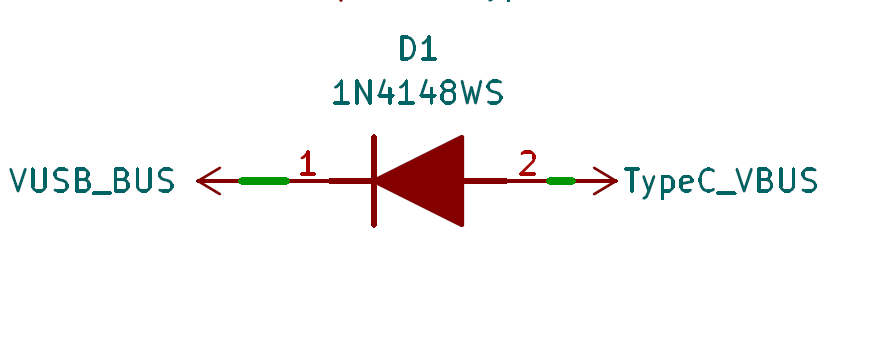 D1
1N4148WS
1 2
VUSB_BUS TypeC_VBUS